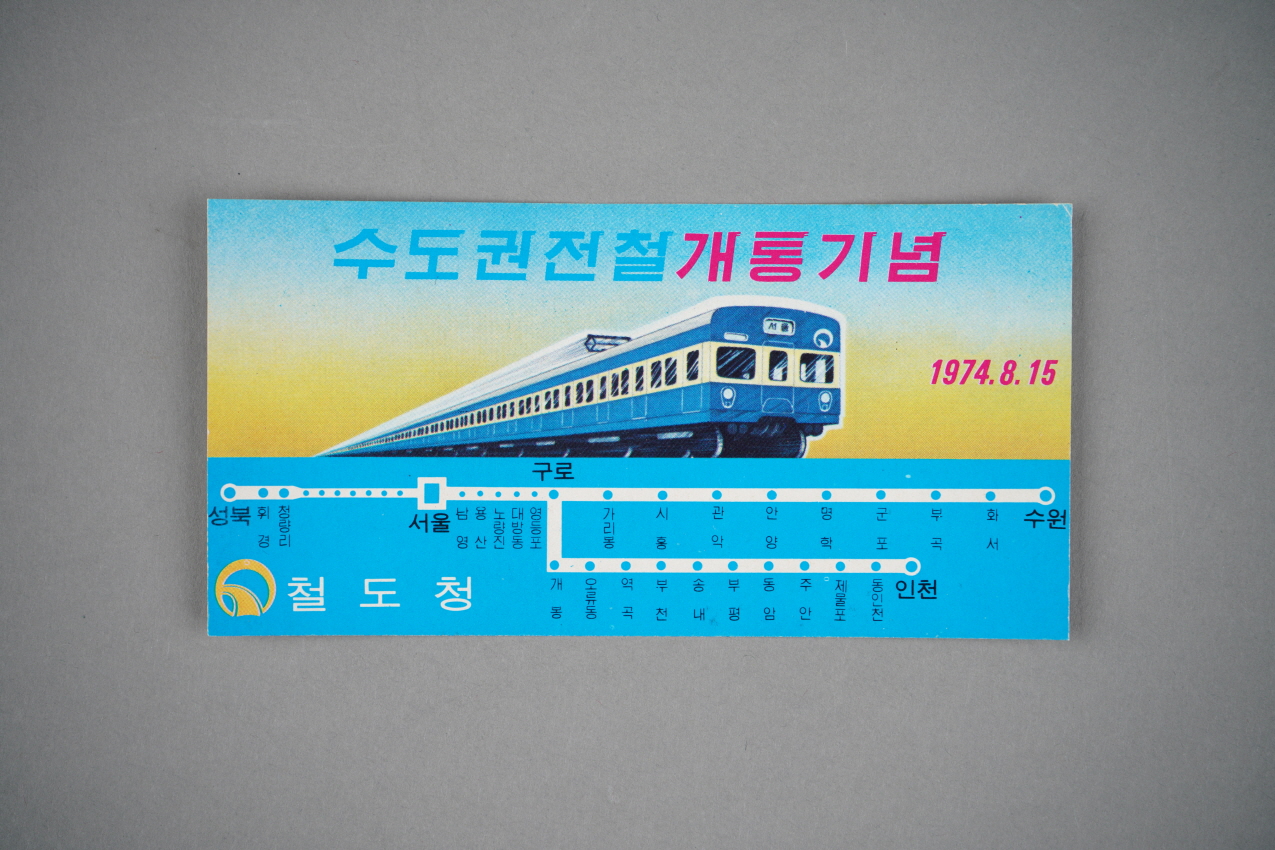 수도권전철개통기념
서울
1974.8.15
구로
성북 휘경 청량리 서울 남영 용산 노량진 대방동 영등포 가리봉 시흥 관악 안양 명학 군포 부곡 화서 수원
개봉 오류동 역곡 부천 송내 부평 동암 주안 제물포 동인천 인천
철도청